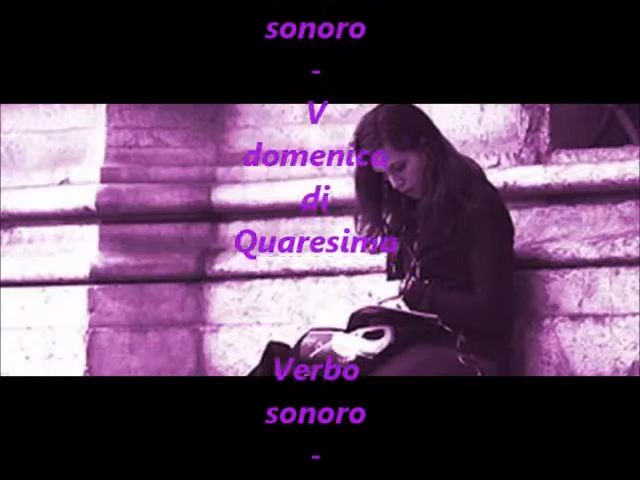 sonoro
-
V
domenica
di
Quaresima
Verbo
sonoro
-